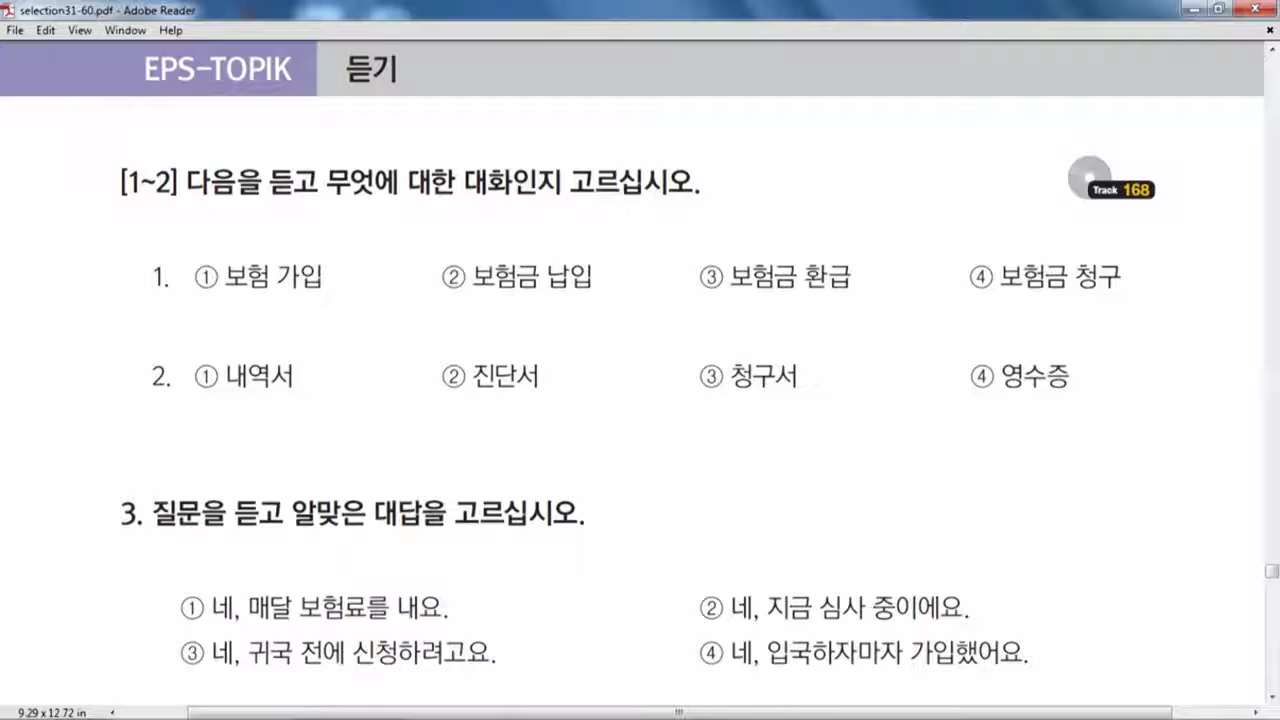 selection31-60.pdf - Adobe Reader
File Edit View Window Help
EPS-TOPIK 듣기
[1~2] 다음을 듣고 무엇에 대한 대화인지 고르십시오.
Track 168
1. ① 보험 가입 ② 보험금 납입 ③ 보험금 환급 ④ 보험금 청구
2. ① 내역서 ② 진단서 ③ 청구서 ④ 영수증
3. 질문을 듣고 알맞은 대답을 고르십시오.
① 네, 매달 보험료를 내요. ② 네, 지금 심사 중이에요.
③ 네, 귀국 전에 신청하려고요. ④ 네, 입국하자마자 가입했어요.
9.29 x 12.72 in